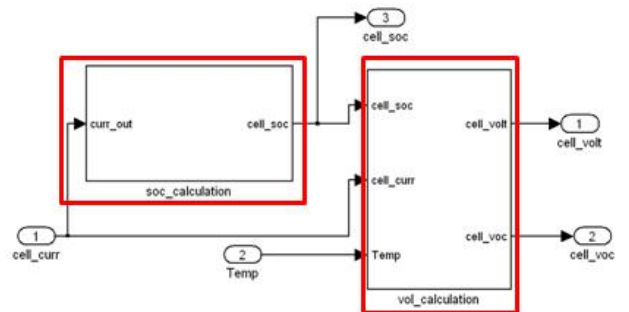 3
cell_soc
curr_out
cell_soc
soc_calculation
cell_soc
cell_curr
Temp
cell_volt
cell_voc
vol_calculation
1
cell_volt
2
cell_voc
1
cell_curr
2
Temp